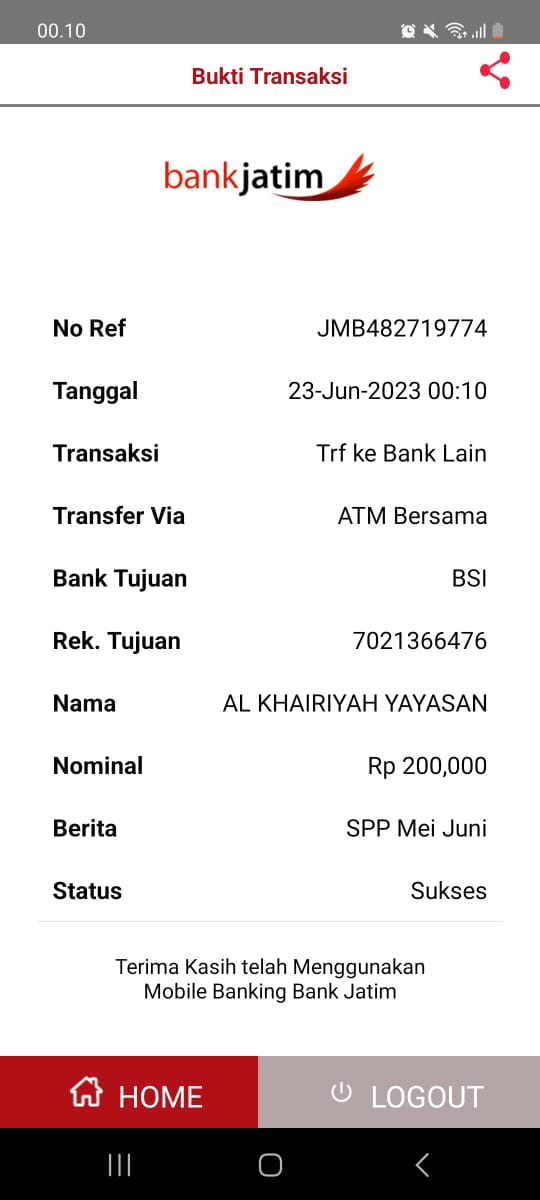 00.10
Bukti Transaksi
bankjatim
No Ref JMB482719774
Tanggal 23-Jun-2023 00:10
Transaksi Trf ke Bank Lain
Transfer Via ATM Bersama
Bank Tujuan BSI
Rek. Tujuan 7021366476
Nama AL KHAIRIYAH YAYASAN
Nominal Rp 200,000
Berita SPP Mei Juni
Status Sukses
Terima Kasih telah Menggunakan
Mobile Banking Bank Jatim
HOME LOGOUT